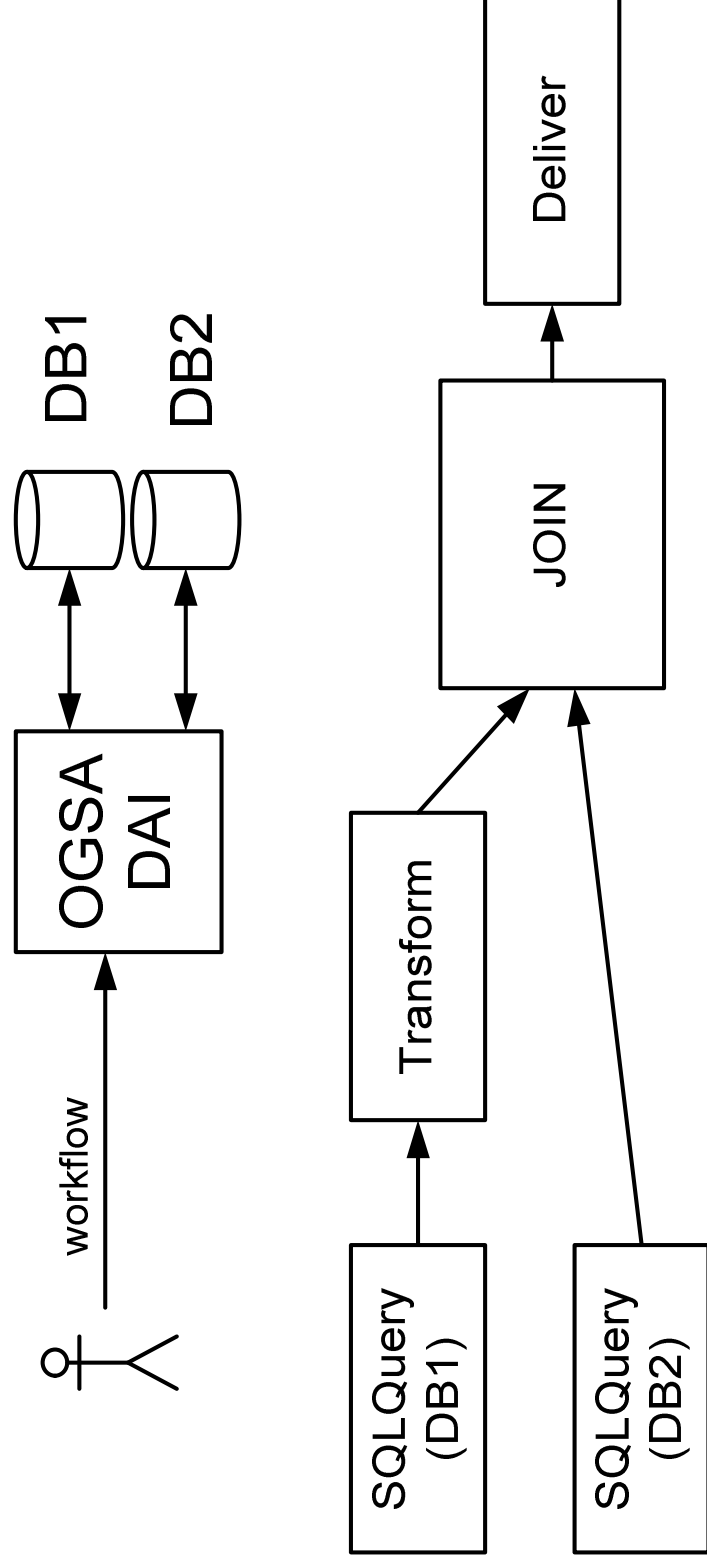 workflow
OGSA
DAI
DB1
DB2
SQLQuery
(DB1)
Transform
JOIN
Deliver
SQLQuery
(DB2)